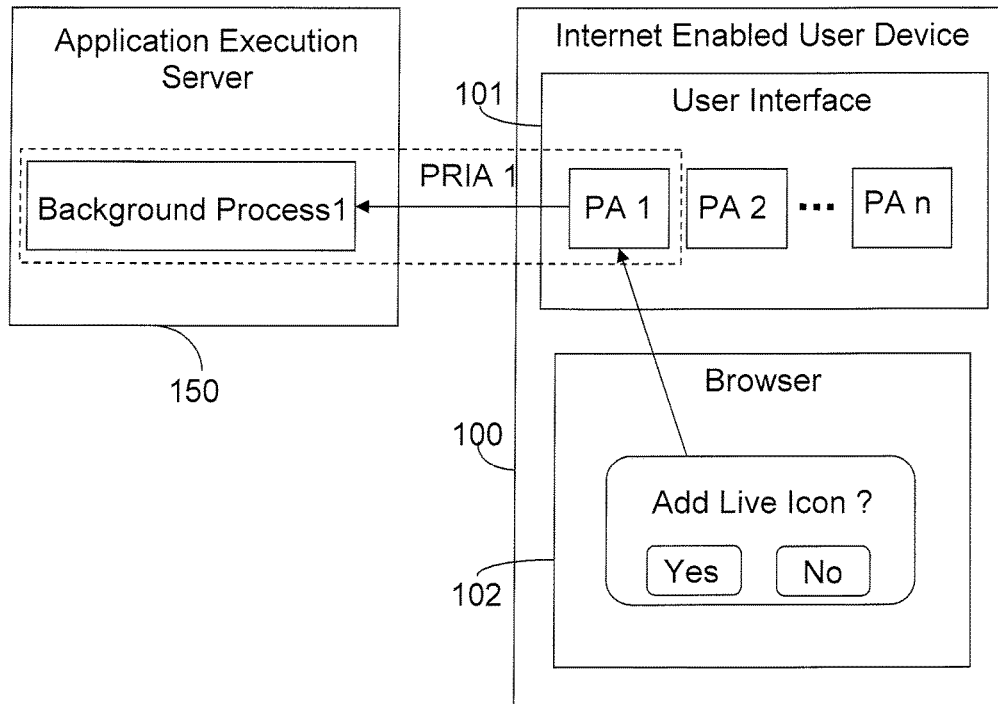 Application Execution
Server
Internet Enabled User Device
101
User Interface
PRIA 1
Background Process1
PA 1
PA 2
...
PA n
150
Browser
100
Add Live Icon ?
Yes
No
102